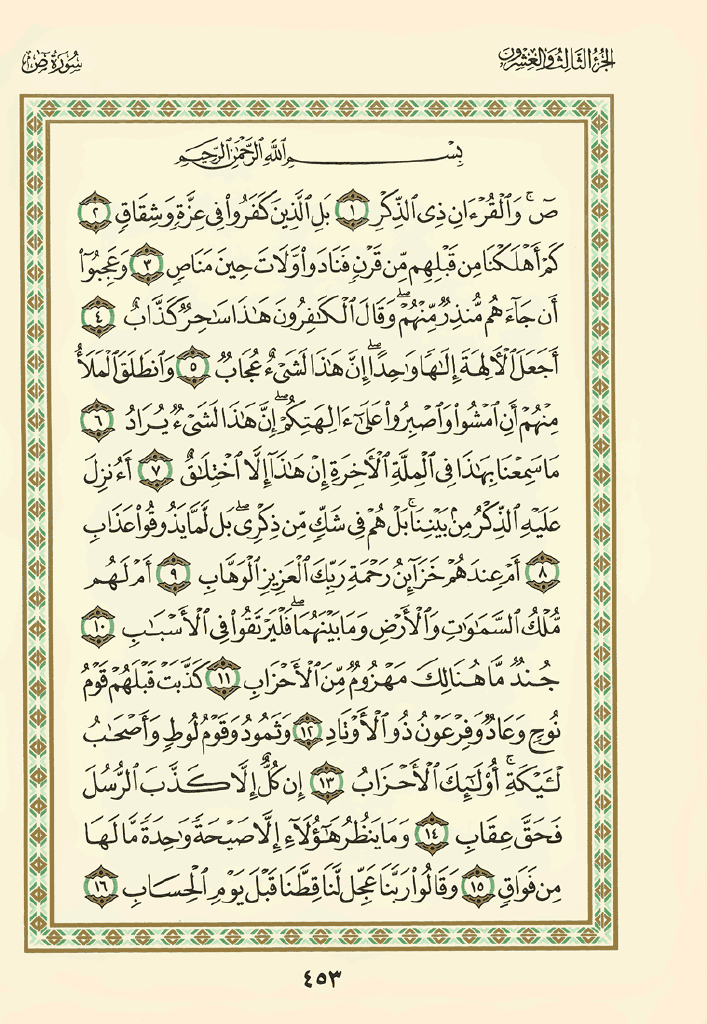 الجزء الثالث والعشرون
سورة ص
بِسْمِ ٱللَّهِ ٱلرَّحْمَٰنِ ٱلرَّحِيمِ
صٓ ۚ وَٱلْقُرْءَانِ ذِى ٱلذِّكْرِ ١ بَلِ ٱلَّذِينَ كَفَرُوا۟ فِى عِزَّةٍ وَشِقَاقٍ ٢
كَمْ أَهْلَكْنَا مِن قَبْلِهِم مِّن قَرْنٍ فَنَادَوا۟ وَّلَاتَ حِينَ مَنَاصٍ ٣ وَعَجِبُوٓا۟
أَن جَآءَهُم مُّنذِرٌ مِّنْهُمْ ۖ وَقَالَ ٱلْكَٰفِرُونَ هَٰذَا سَٰحِرٌ كَذَّابٌ ٤
أَجَعَلَ ٱلْءَالِهَةَ إِلَٰهًا وَٰحِدًا ۖ إِنَّ هَٰذَا لَشَىْءٌ عُجَابٌ ٥ وَٱنطَلَقَ ٱلْمَلَأُ
مِنْهُمْ أَنِ ٱمْشُوا۟ وَٱصْبِرُوا۟ عَلَىٰٓ ءَالِهَتِكُمْ ۖ إِنَّ هَٰذَا لَشَىْءٌ يُرَادُ ٦
مَا سَمِعْنَا بِهَٰذَا فِى ٱلْمِلَّةِ ٱلْءَاخِرَةِ إِنْ هَٰذَآ إِلَّا ٱخْتِلَٰقٌ ٧ أَءُنزِلَ
عَلَيْهِ ٱلذِّكْرُ مِنۢ بَيْنِنَا ۚ بَلْ هُمْ فِى شَكٍّ مِّن ذِكْرِى ۖ بَل لَّمَّا يَذُوقُوا۟ عَذَابِ
٨ أَمْ عِندَهُمْ خَزَآئِنُ رَحْمَةِ رَبِّكَ ٱلْعَزِيزِ ٱلْوَهَّابِ ٩ أَمْ لَهُم
مُّلْكُ ٱلسَّمَٰوَٰتِ وَٱلْأَرْضِ وَمَا بَيْنَهُمَا ۖ فَلْيَرْتَقُوا۟ فِى ٱلْأَسْبَٰبِ ١٠
جُندٌ مَّا هُنَالِكَ مَهْزُومٌ مِّنَ ٱلْأَحْزَابِ ١١ كَذَّبَتْ قَبْلَهُمْ قَوْمُ
نُوحٍ وَعَادٌ وَفِرْعَوْنُ ذُو ٱلْأَوْتَادِ ١٢ وَثَمُودُ وَقَوْمُ لُوطٍ وَأَصْحَٰبُ
لْـَٔيْكَةِ ۚ أُو۟لَٰٓئِكَ ٱلْأَحْزَابُ ١٣ إِن كُلٌّ إِلَّا كَذَّبَ ٱلرُّسُلَ
فَحَقَّ عِقَابِ ١٤ وَمَا يَنظُرُ هَٰٓؤُلَآءِ إِلَّا صَيْحَةً وَٰحِدَةً مَّا لَهَا
مِن فَوَاقٍ ١٥ وَقَالُوا۟ رَبَّنَا عَجِّل لَّنَا قِطَّنَا قَبْلَ يَوْمِ ٱلْحِسَابِ ١٦
٤٥٣